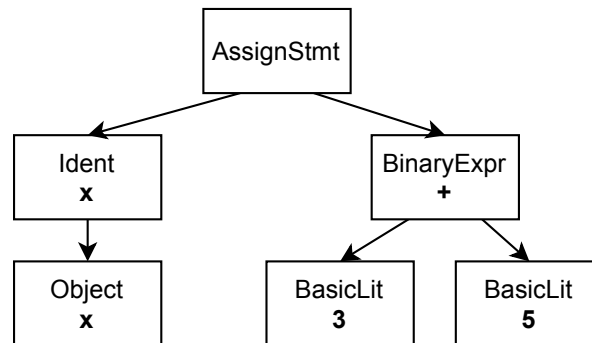 AssignStmt
Ident
x
BinaryExpr
+
Object
x
BasicLit
3
BasicLit
5